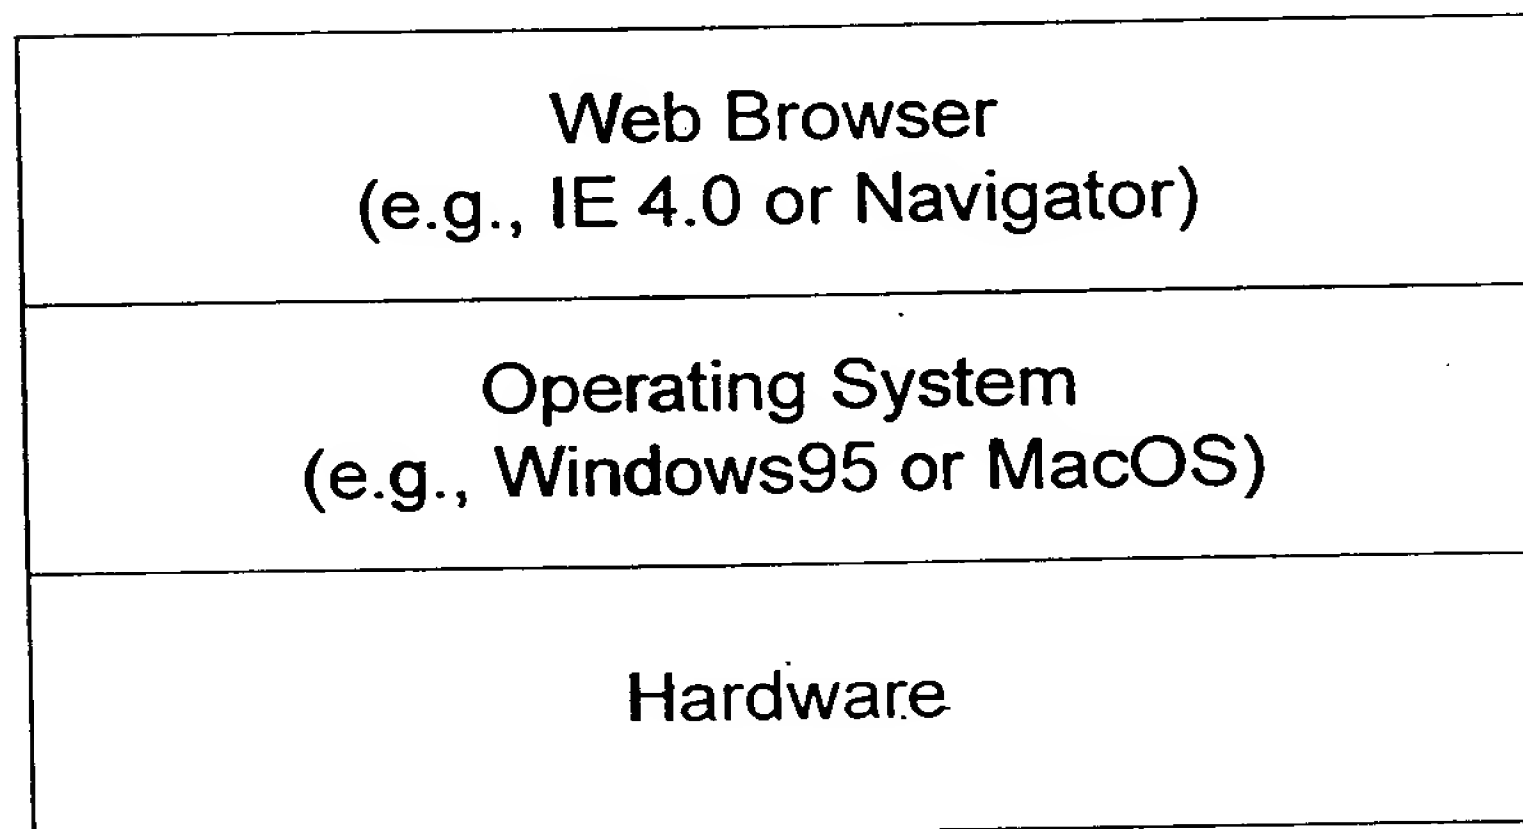 Web Browser
(e.g., IE 4.0 or Navigator)
Operating System
(e.g., Windows95 or MacOS)
Hardware